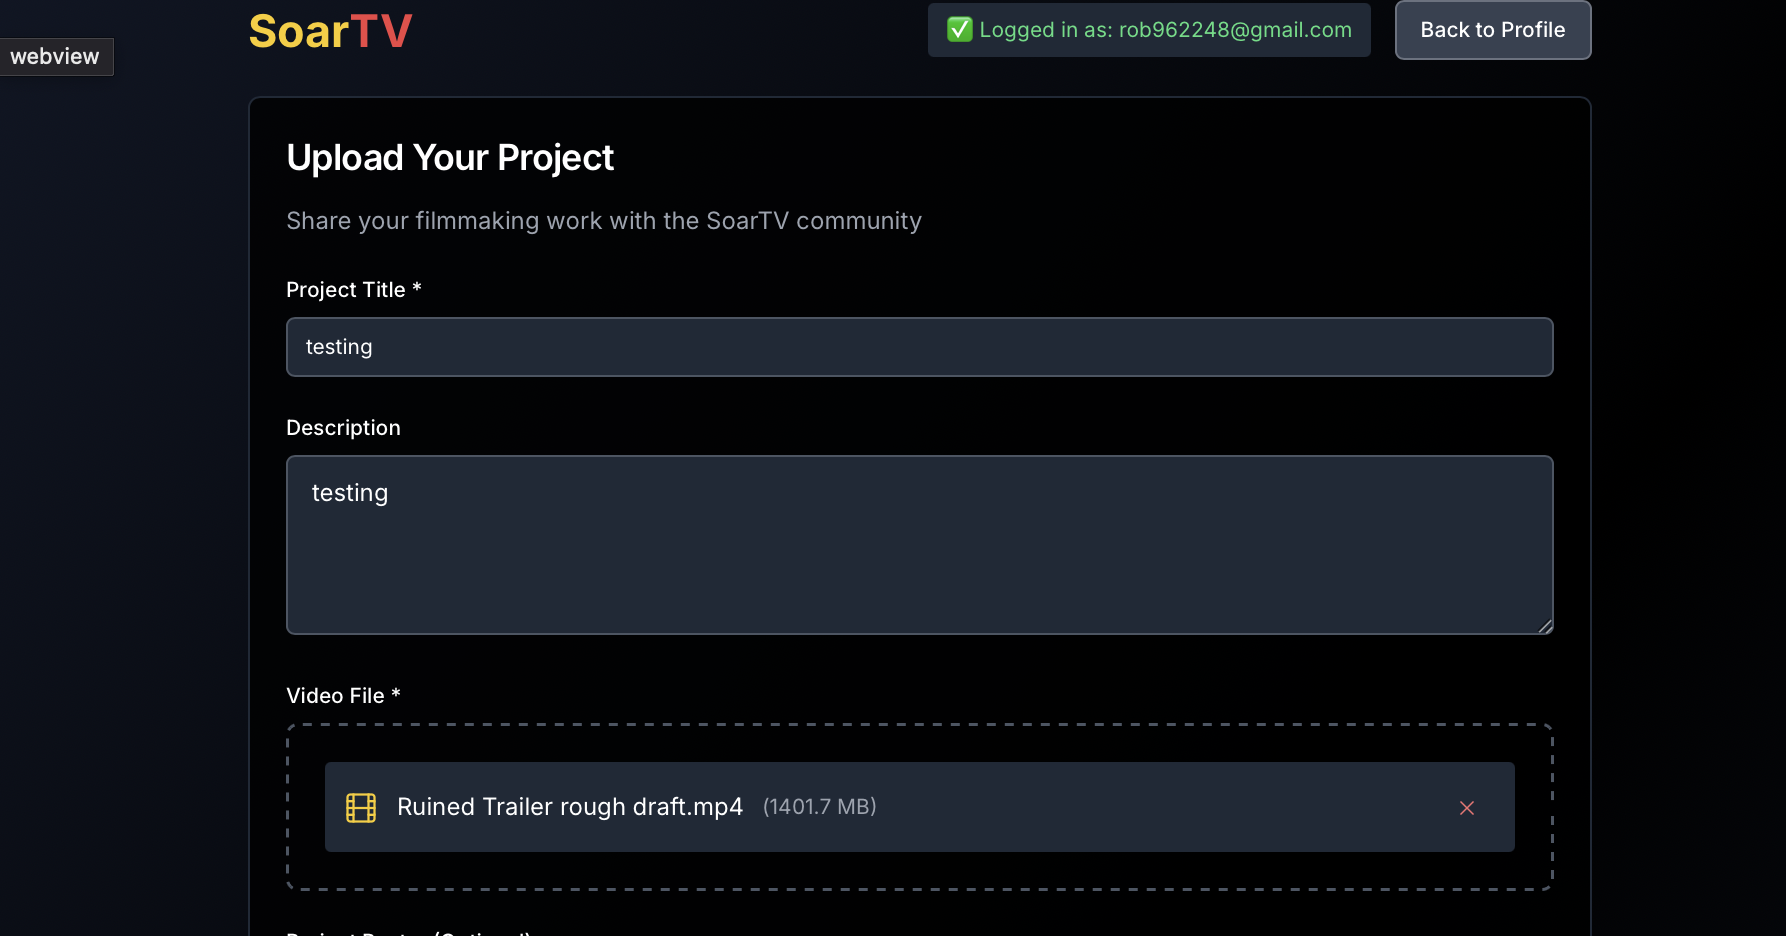 SoarTV
✅ Logged in as: rob962248@gmail.com
Back to Profile
webview
Upload Your Project
Share your filmmaking work with the SoarTV community
Project Title *
testing
Description
testing
Video File *
Ruined Trailer rough draft.mp4 (1401.7 MB)